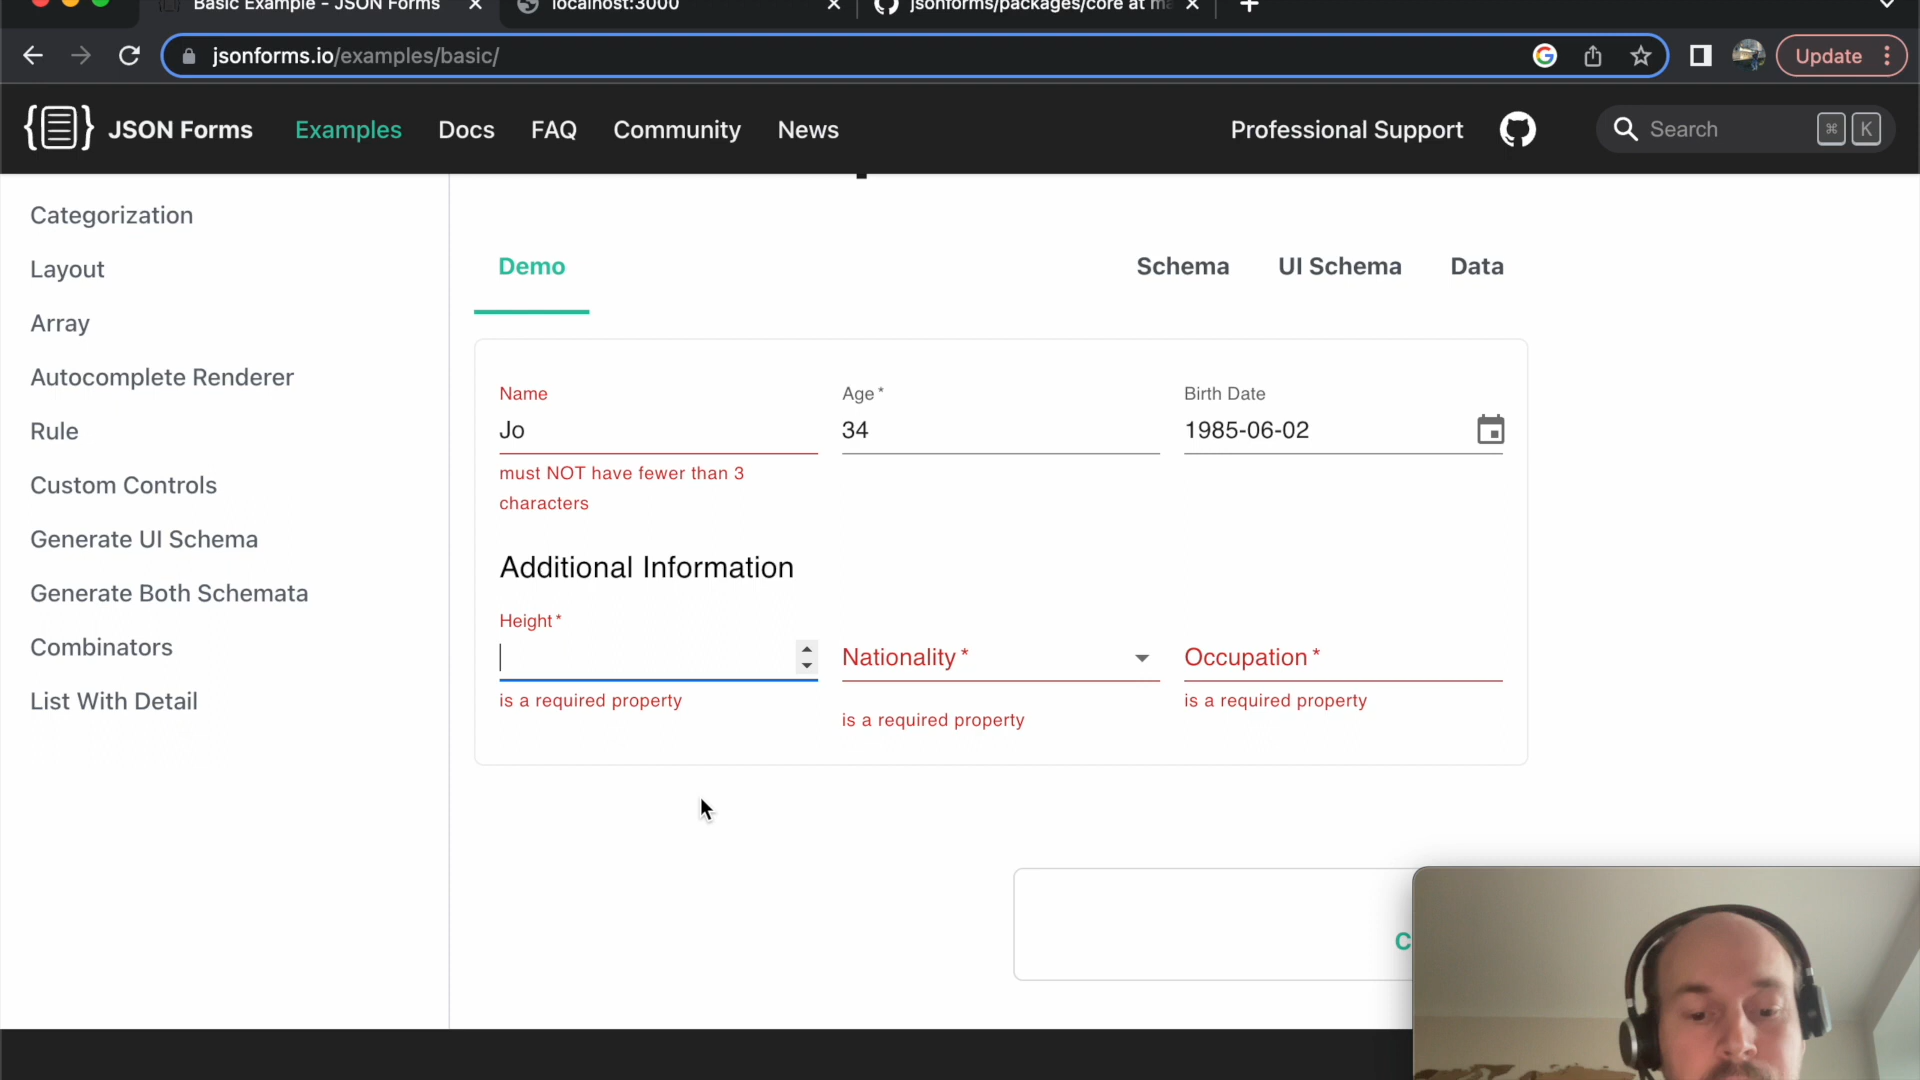 Basic Example - JSON Forms
localhost:3000
jsonforms/packages/core at ma
jsonforms.io/examples/basic/
Update
JSON Forms
Examples
Docs
FAQ
Community
News
Professional Support
Search
⌘ K
Categorization
Layout
Array
Autocomplete Renderer
Rule
Custom Controls
Generate UI Schema
Generate Both Schemata
Combinators
List With Detail
Demo
Schema
UI Schema
Data
Name
Age *
Birth Date
Jo
34
1985-06-02
must NOT have fewer than 3
characters
Additional Information
Height *
Nationality *
Occupation *
is a required property
is a required property
is a required property
C